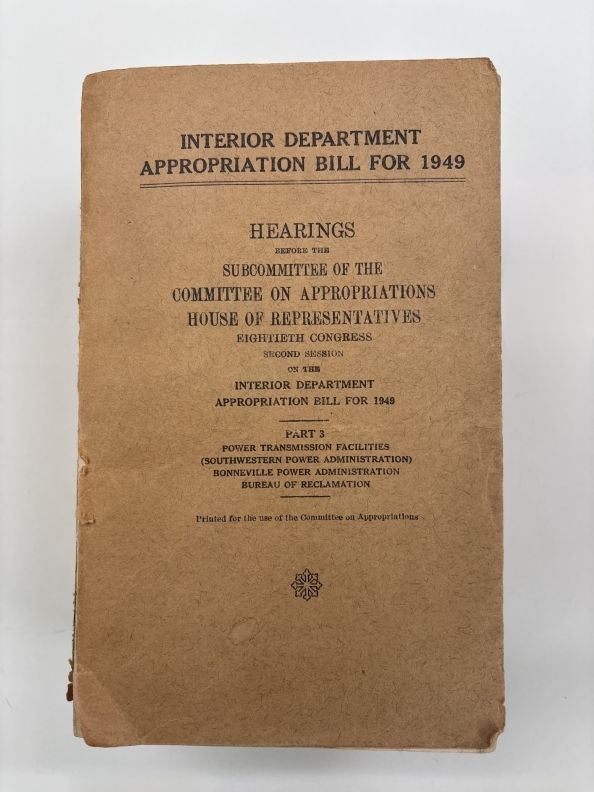 INTERIOR DEPARTMENT
APPROPRIATION BILL FOR 1949
HEARINGS
BEFORE THE
SUBCOMMITTEE OF THE
COMMITTEE ON APPROPRIATIONS
HOUSE OF REPRESENTATIVES
EIGHTIETH CONGRESS
SECOND SESSION
ON THE
INTERIOR DEPARTMENT
APPROPRIATION BILL FOR 1949
PART 3
POWER TRANSMISSION FACILITIES
(SOUTHWESTERN POWER ADMINISTRATION)
BONNEVILLE POWER ADMINISTRATION
BUREAU OF RECLAMATION
Printed for the use of the Committee on Appropriations